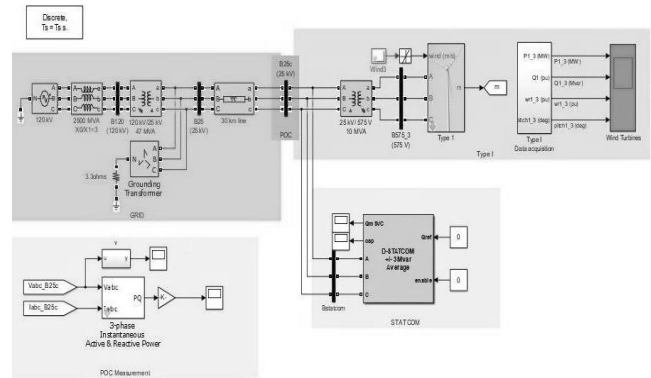 Discrete,
Ts = Ts s.
120 kV
2500 MVA
X0/X1=3
B120
(120 kV)
120 kV/25 kV
47 MVA
B25
(25 kV)
30 km line
B25c
(25 kV)
POC
3.3ohms
Grounding
Transformer
GRID
25 kV/ 575 V
10 MVA
B575_3
(575 V)
Wind3
wind (m/s)
Type 1
m
P1_3 (MW)
Q1 (pu)
wr1_3 (pu)
pitch1_3 (deg)
Type I
Data acquisition
P1_3 (MW)
Q1_3 (Mvar)
wr1_3 (pu)
pitch1_3 (deg)
Wind Turbines
Type I
Qm SVC
cap
D-STATCOM
+/- 3Mvar
Average
Qref
enable
0
0
Bstatcom
STATCOM
Vabc_B25c
Iabc_B25c
Vabc
Iabc
PQ
K-
3-phase
Instantaneous
Active & Reactive Power
POC Measurement